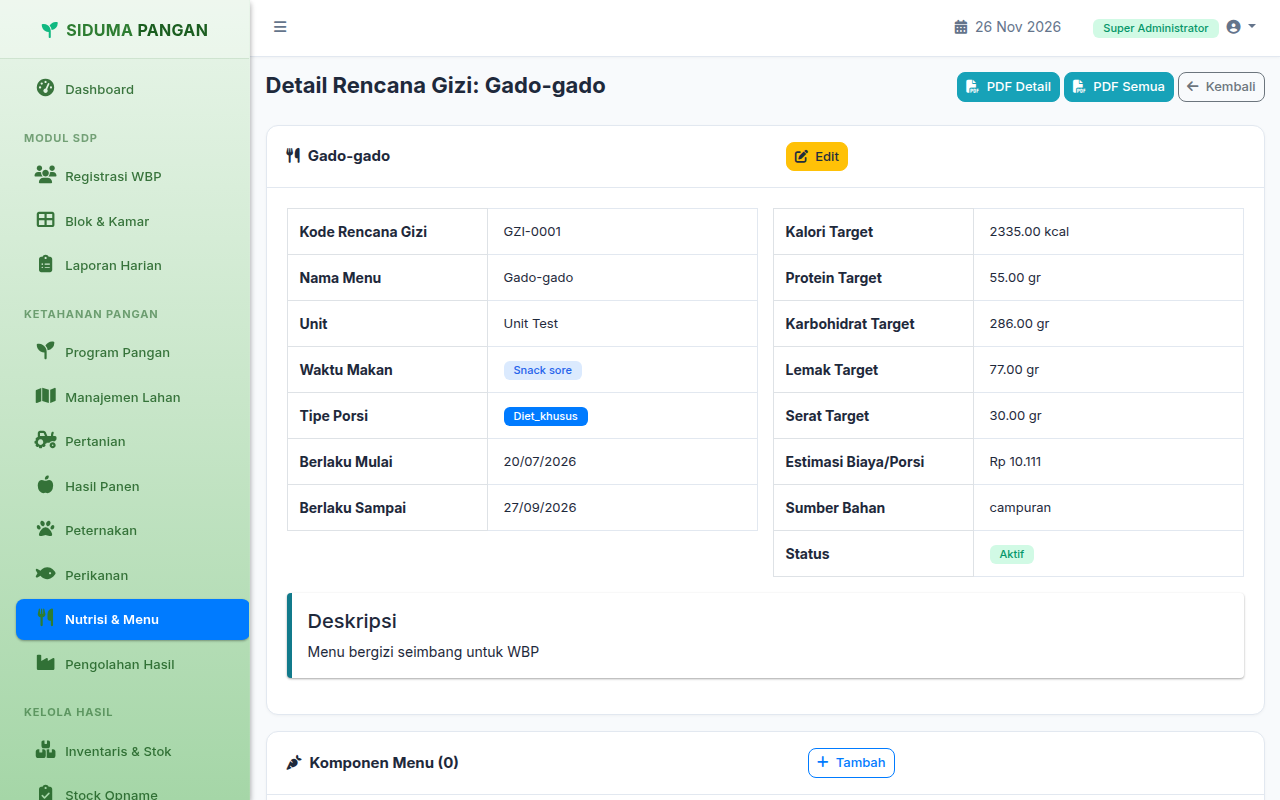 SIDUMA PANGAN
26 Nov 2026
Super Administrator
Dashboard
MODUL SDP
Registrasi WBP
Blok & Kamar
Laporan Harian
KETAHANAN PANGAN
Program Pangan
Manajemen Lahan
Pertanian
Hasil Panen
Peternakan
Perikanan
Nutrisi & Menu
Pengolahan Hasil
KELOLA HASIL
Inventaris & Stok
Stock Opname
Detail Rencana Gizi: Gado-gado
PDF Detail
PDF Semua
Kembali
Gado-gado
Edit
Kode Rencana Gizi GZI-0001
Nama Menu Gado-gado
Unit Unit Test
Waktu Makan Snack sore
Tipe Porsi Diet_khusus
Berlaku Mulai 20/07/2026
Berlaku Sampai 27/09/2026
Kalori Target 2335.00 kcal
Protein Target 55.00 gr
Karbohidrat Target 286.00 gr
Lemak Target 77.00 gr
Serat Target 30.00 gr
Estimasi Biaya/Porsi Rp 10.111
Sumber Bahan campuran
Status Aktif
Deskripsi
Menu bergizi seimbang untuk WBP
Komponen Menu (0)
Tambah